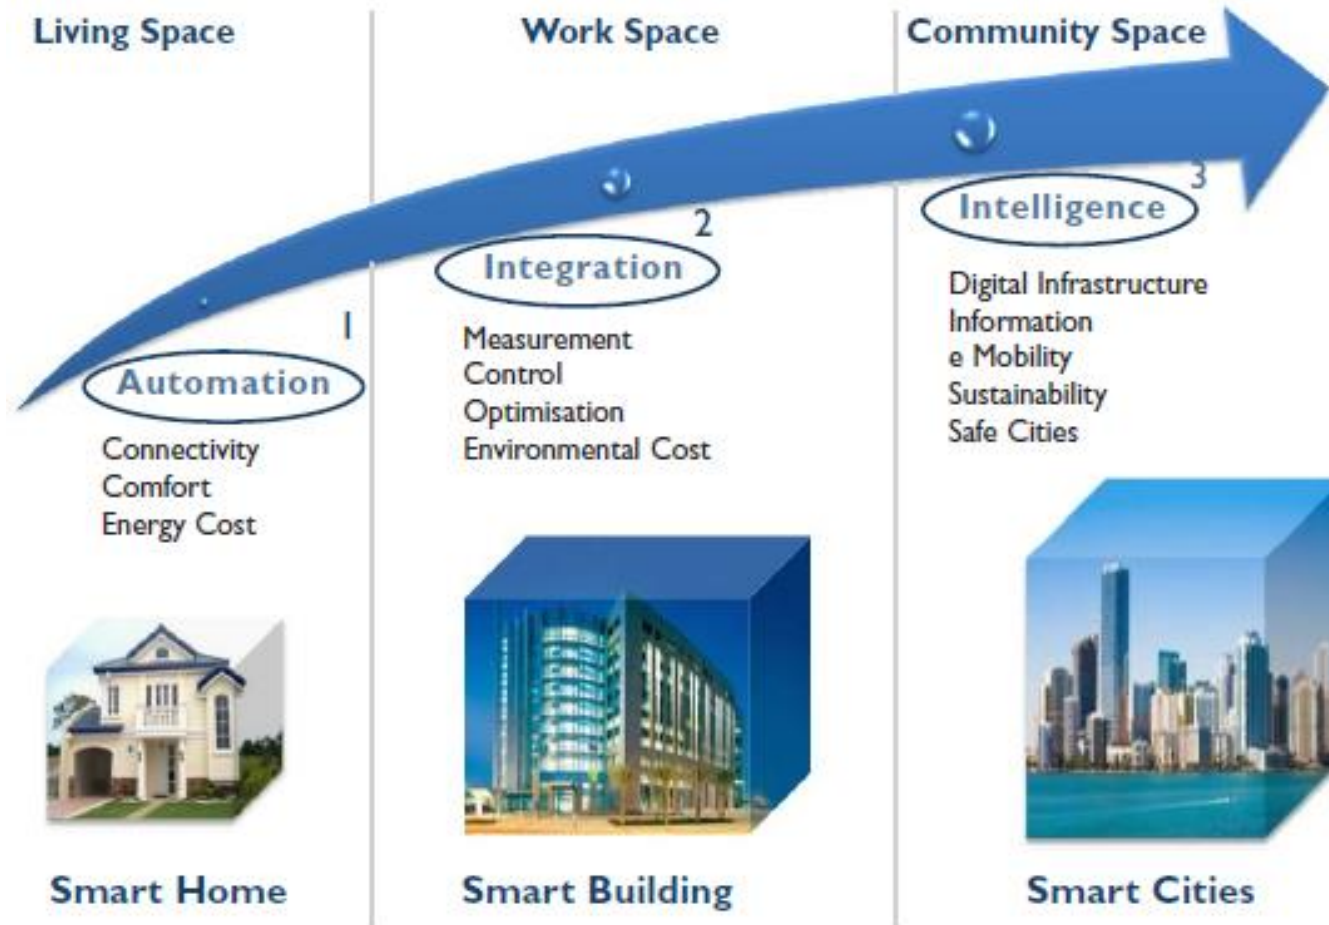 Living Space
Work Space
Community Space
1
Automation
Connectivity
Comfort
Energy Cost
Smart Home
2
Integration
Measurement
Control
Optimisation
Environmental Cost
Smart Building
3
Intelligence
Digital Infrastructure
Information
e Mobility
Sustainability
Safe Cities
Smart Cities